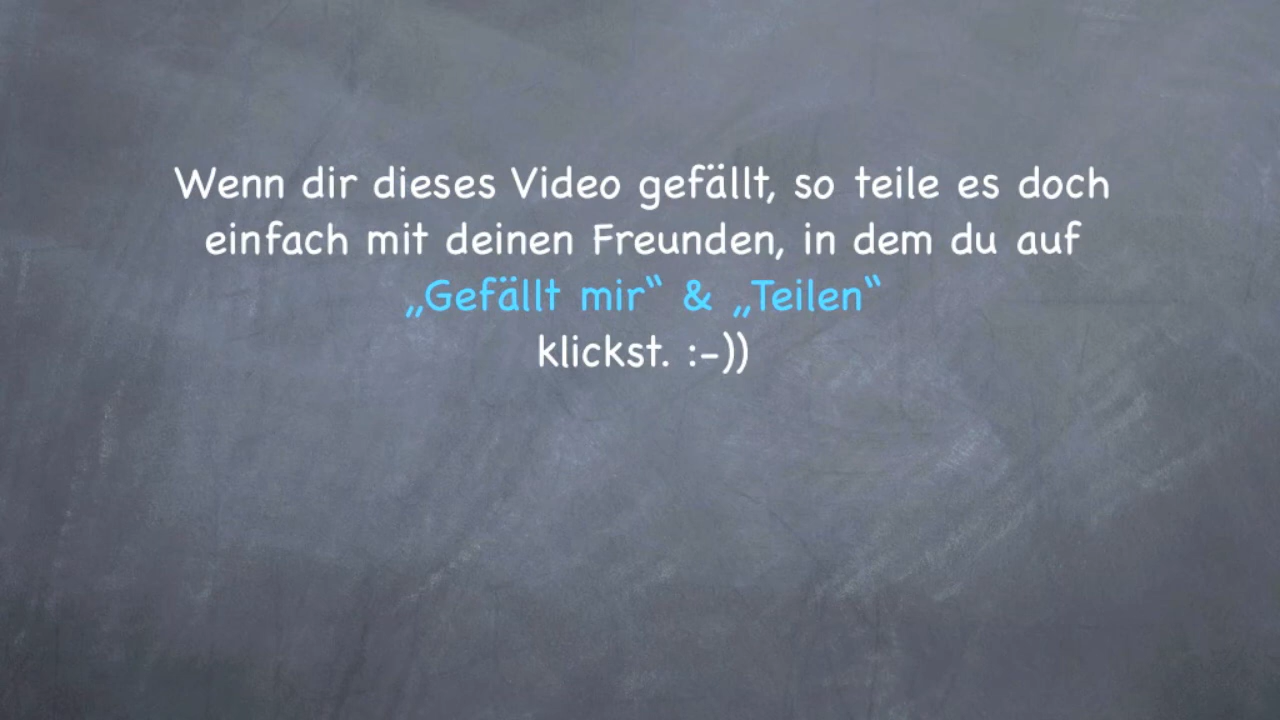 Wenn dir dieses Video gefällt, so teile es doch
einfach mit deinen Freunden, in dem du auf
„Gefällt mir“ & „Teilen“
klickst. :-))